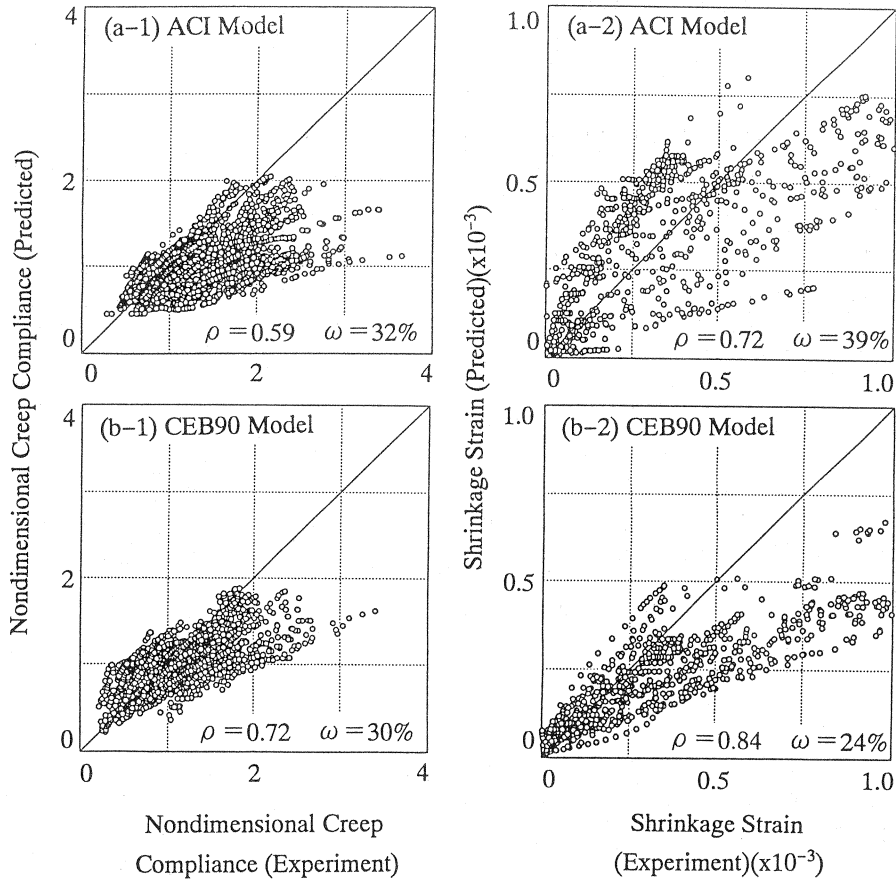 Nondimensional Creep Compliance (Predicted)
4
(a−1) ACI Model
2
0
ρ = 0.59 ω = 32%
0 2 4
Shrinkage Strain (Predicted)(x10⁻³)
1.0
(a−2) ACI Model
0.5
0
ρ = 0.72 ω = 39%
0 0.5 1.0
4
(b−1) CEB90 Model
2
0
ρ = 0.72 ω = 30%
0 2 4
1.0
(b−2) CEB90 Model
0.5
0
ρ = 0.84 ω = 24%
0 0.5 1.0
Nondimensional Creep
Compliance (Experiment)
Shrinkage Strain
(Experiment)(x10⁻³)